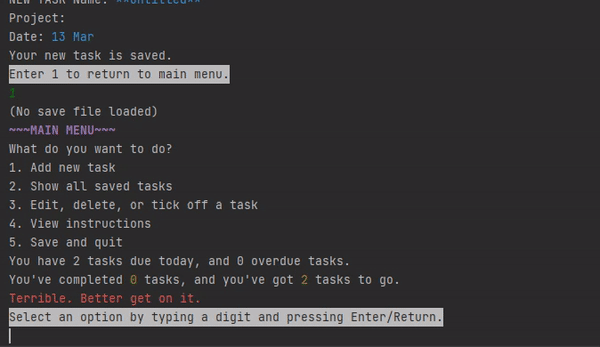 NEW TASK Name: **Untitled**
Project:
Date: 13 Mar
Your new task is saved.
Enter 1 to return to main menu.
1
(No save file loaded)
~~~MAIN MENU~~~
What do you want to do?
1. Add new task
2. Show all saved tasks
3. Edit, delete, or tick off a task
4. View instructions
5. Save and quit
You have 2 tasks due today, and 0 overdue tasks.
You've completed 0 tasks, and you've got 2 tasks to go.
Terrible. Better get on it.
Select an option by typing a digit and pressing Enter/Return.